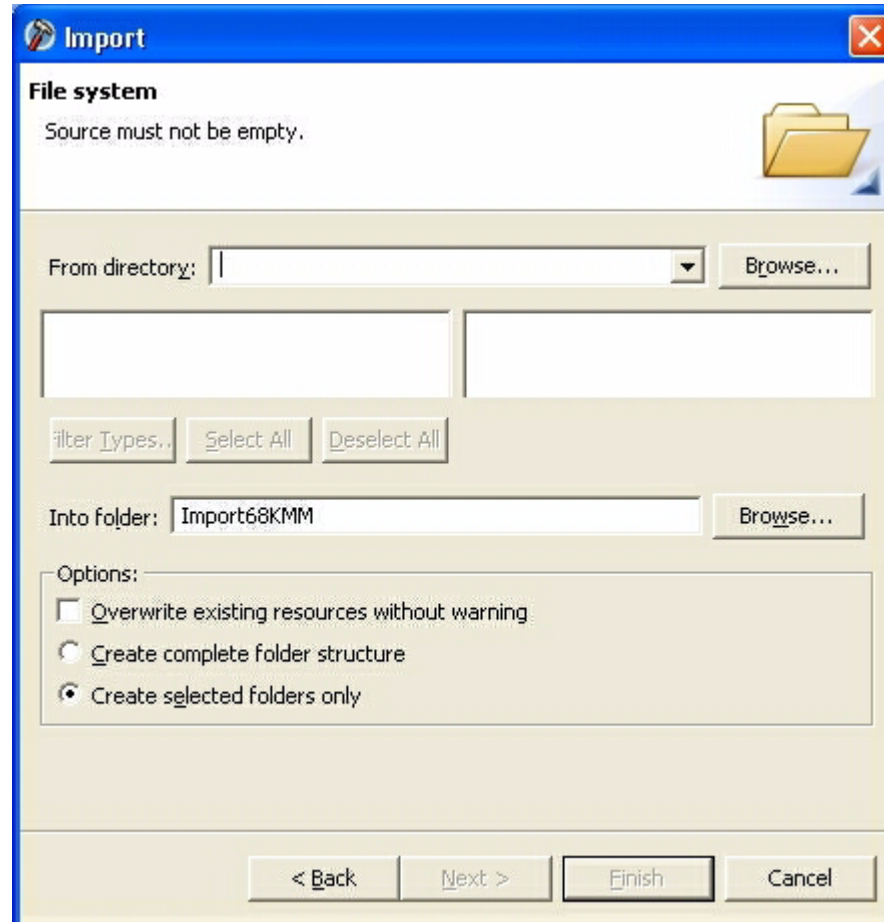 Import
File system
Source must not be empty.
From directory:
Browse...
ilter Types..
Select All
Deselect All
Into folder:
Import68KMM
Browse...
Options:
Overwrite existing resources without warning
Create complete folder structure
Create selected folders only
< Back
Next >
Finish
Cancel